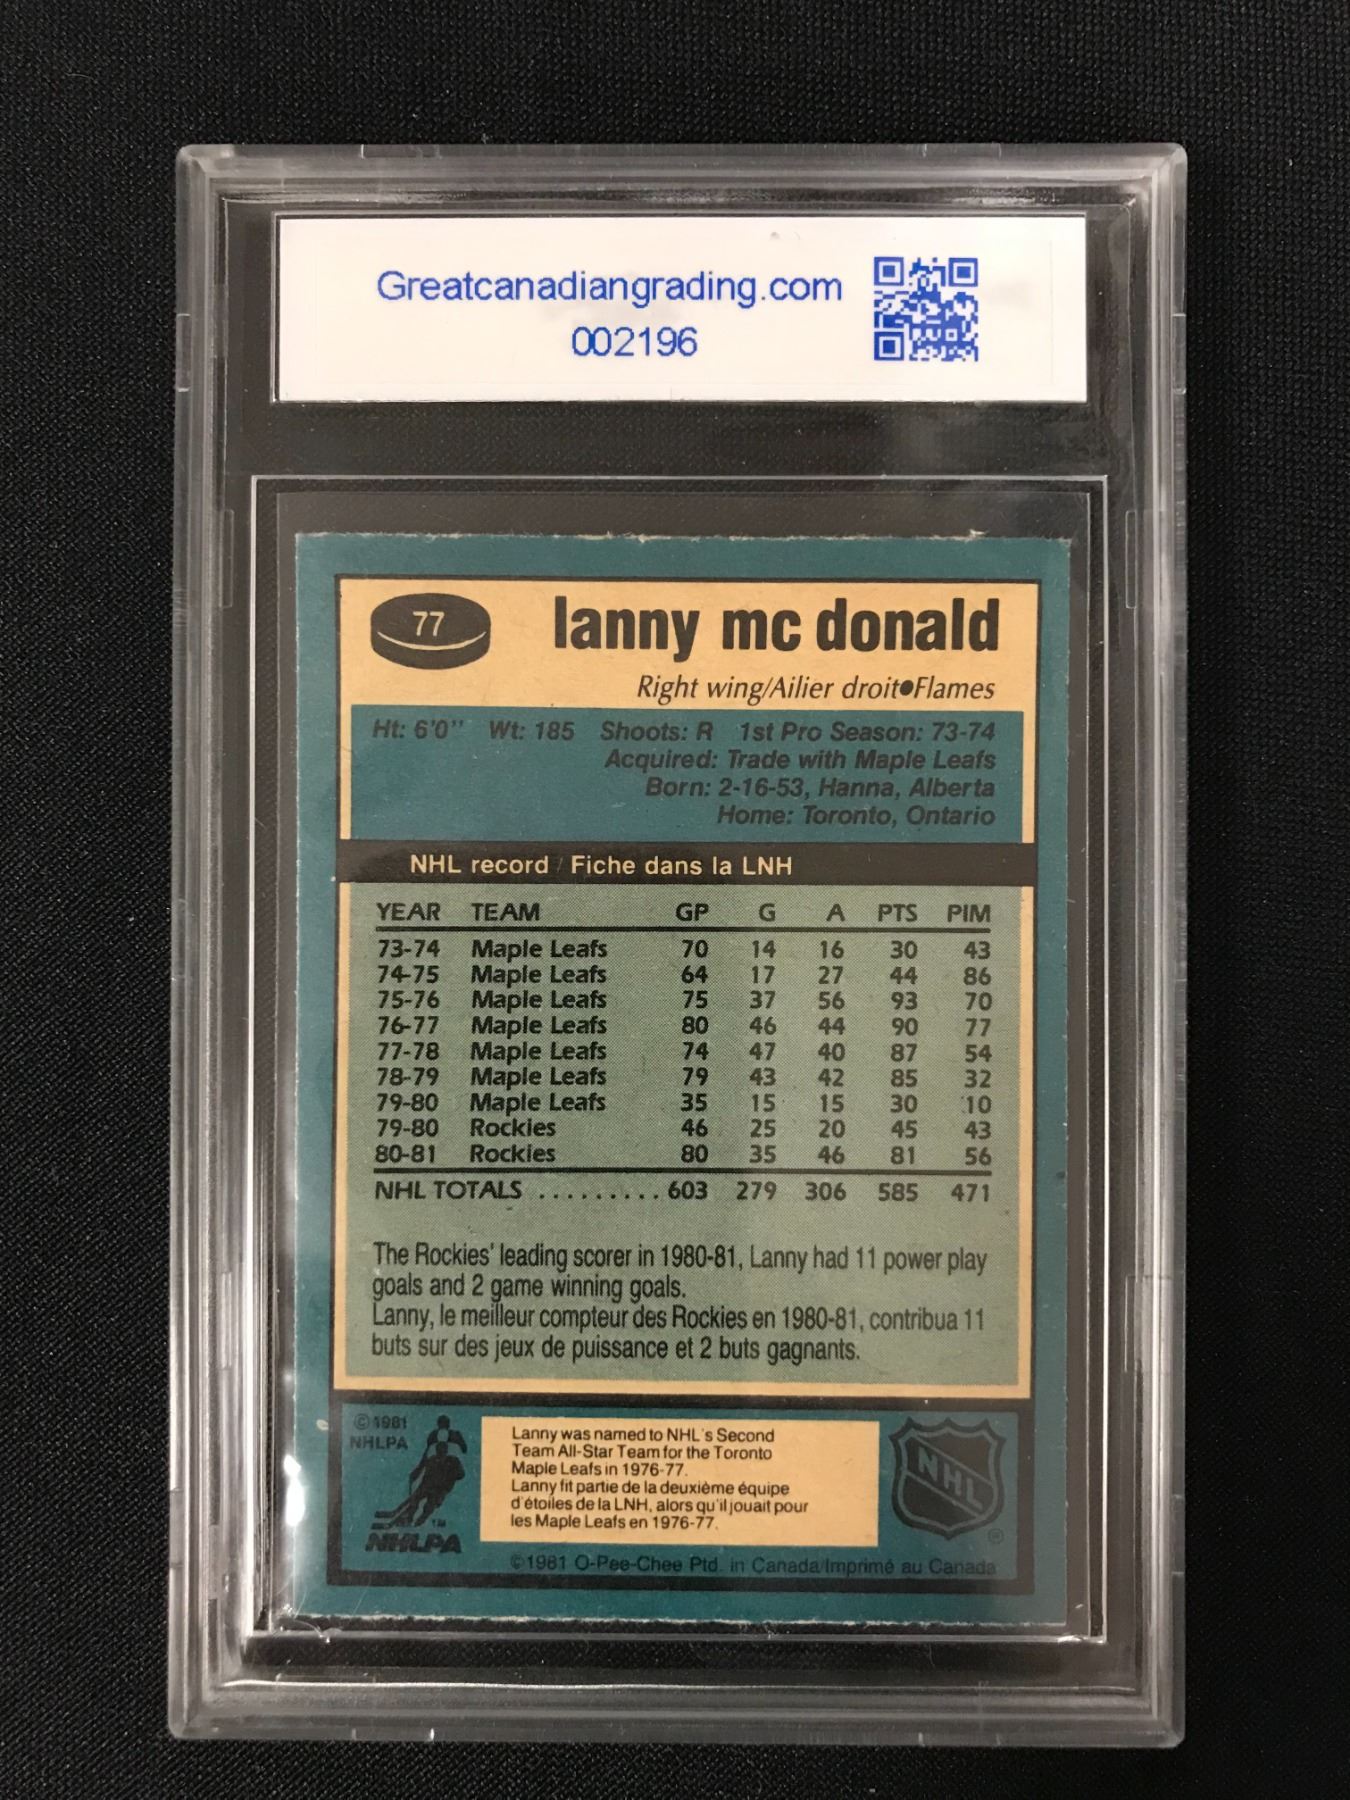 Greatcanadiangrading.com
002196
77
lanny mc donald
Right wing/Ailier droit●Flames
Ht: 6'0" Wt: 185 Shoots: R 1st Pro Season: 73-74
Acquired: Trade with Maple Leafs
Born: 2-16-53, Hanna, Alberta
Home: Toronto, Ontario
NHL record / Fiche dans la LNH
YEAR TEAM GP G A PTS PIM
73-74 Maple Leafs 70 14 16 30 43
74-75 Maple Leafs 64 17 27 44 86
75-76 Maple Leafs 75 37 56 93 70
76-77 Maple Leafs 80 46 44 90 77
77-78 Maple Leafs 74 47 40 87 54
78-79 Maple Leafs 79 43 42 85 32
79-80 Maple Leafs 35 15 15 30 10
79-80 Rockies 46 25 20 45 43
80-81 Rockies 80 35 46 81 56
NHL TOTALS ......... 603 279 306 585 471
The Rockies' leading scorer in 1980-81, Lanny had 11 power play
goals and 2 game winning goals.
Lanny, le meilleur compteur des Rockies en 1980-81, contribua 11
buts sur des jeux de puissance et 2 buts gagnants.
©1981
NHLPA
NHLPA
™
Lanny was named to NHL's Second
Team All-Star Team for the Toronto
Maple Leafs in 1976-77.
Lanny fit partie de la deuxième équipe
d'étoiles de la LNH, alors qu'il jouait pour
les Maple Leafs en 1976-77.
NHL
®
©1981 O-Pee-Chee Ptd. in Canada/Imprimé au Canada